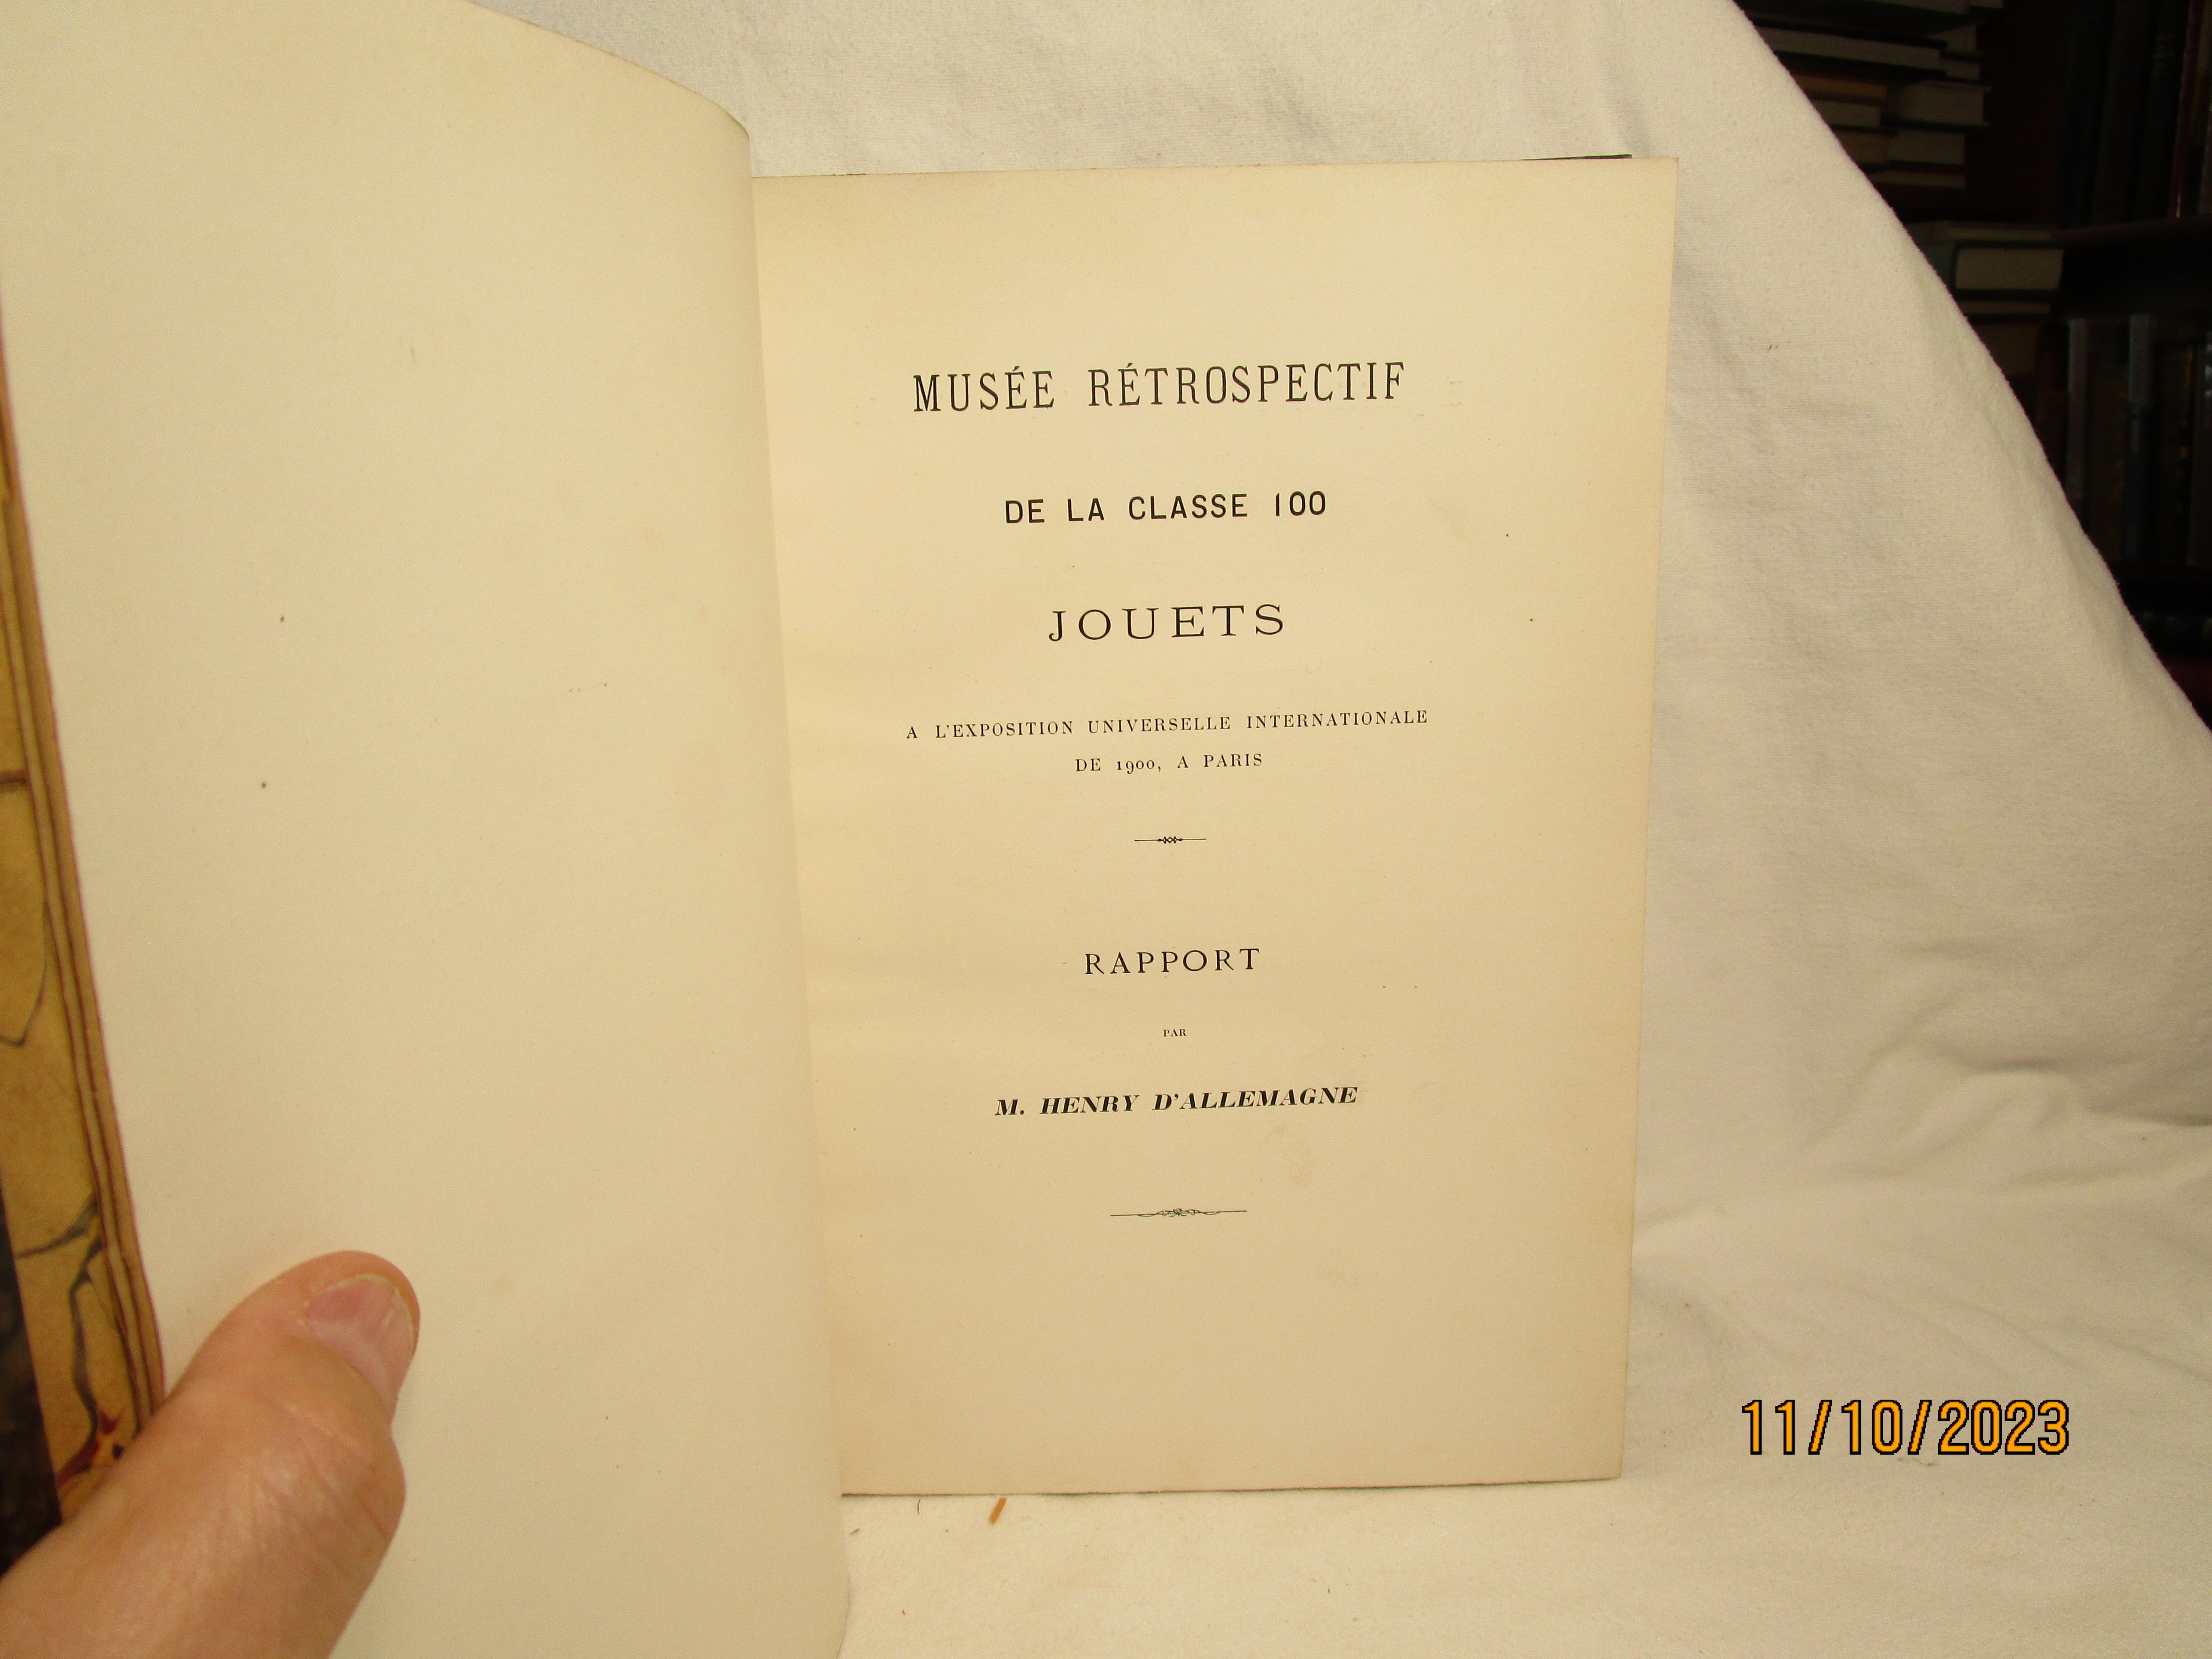 MUSÉE RÉTROSPECTIF
DE LA CLASSE 100
JOUETS
A L'EXPOSITION UNIVERSELLE INTERNATIONALE
DE 1900, A PARIS
RAPPORT
PAR
M. HENRY D'ALLEMAGNE
11/10/2023